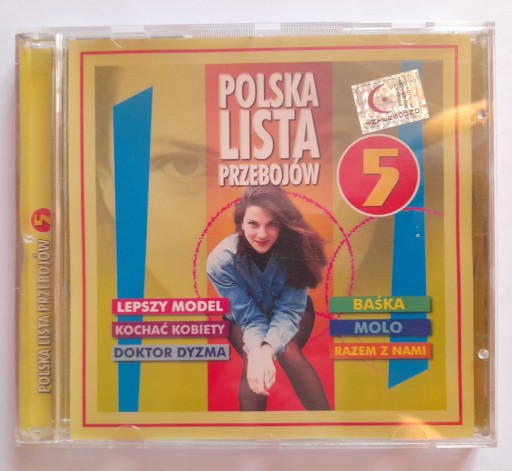 POLSKA
LISTA
PRZEBOJÓW
5
LEPSZY MODEL
KOCHAĆ KOBIETY
DOKTOR DYZMA
BAŚKA
MOLO
RAZEM Z NAMI
POLSKA LISTA PRZEBOJÓW 5